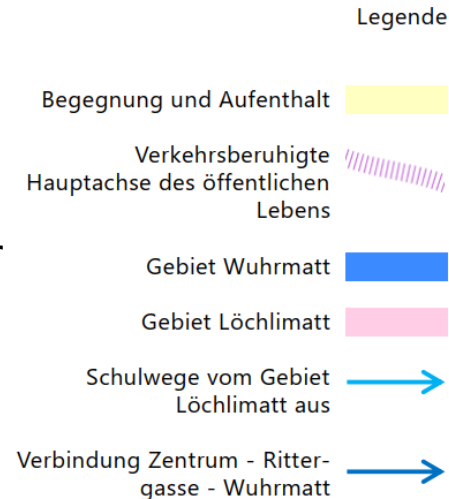 Legende
Begegnung und Aufenthalt
Verkehrsberuhigte
Hauptachse des öffentlichen
Lebens
Gebiet Wuhrmatt
Gebiet Löchlimatt
Schulwege vom Gebiet
Löchlimatt aus
Verbindung Zentrum - Ritter-
gasse - Wuhrmatt